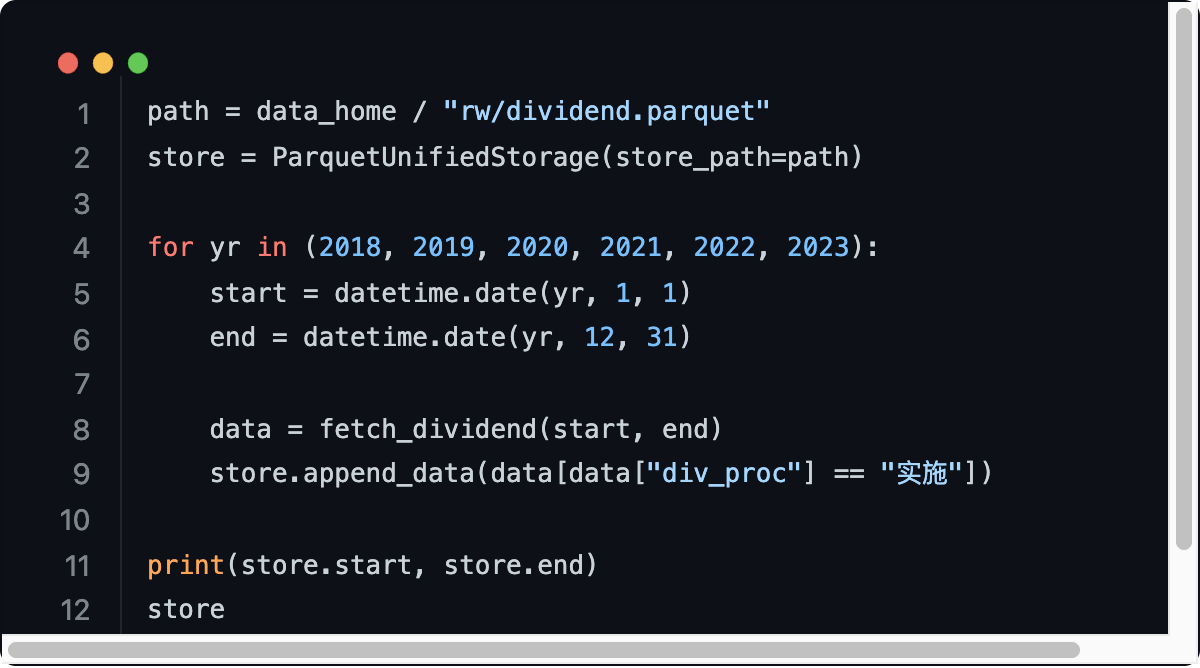 1 path = data_home / "rw/dividend.parquet"
2 store = ParquetUnifiedStorage(store_path=path)
3
4 for yr in (2018, 2019, 2020, 2021, 2022, 2023):
5     start = datetime.date(yr, 1, 1)
6     end = datetime.date(yr, 12, 31)
7
8     data = fetch_dividend(start, end)
9     store.append_data(data[data["div_proc"] == "实施"])
10
11 print(store.start, store.end)
12 store